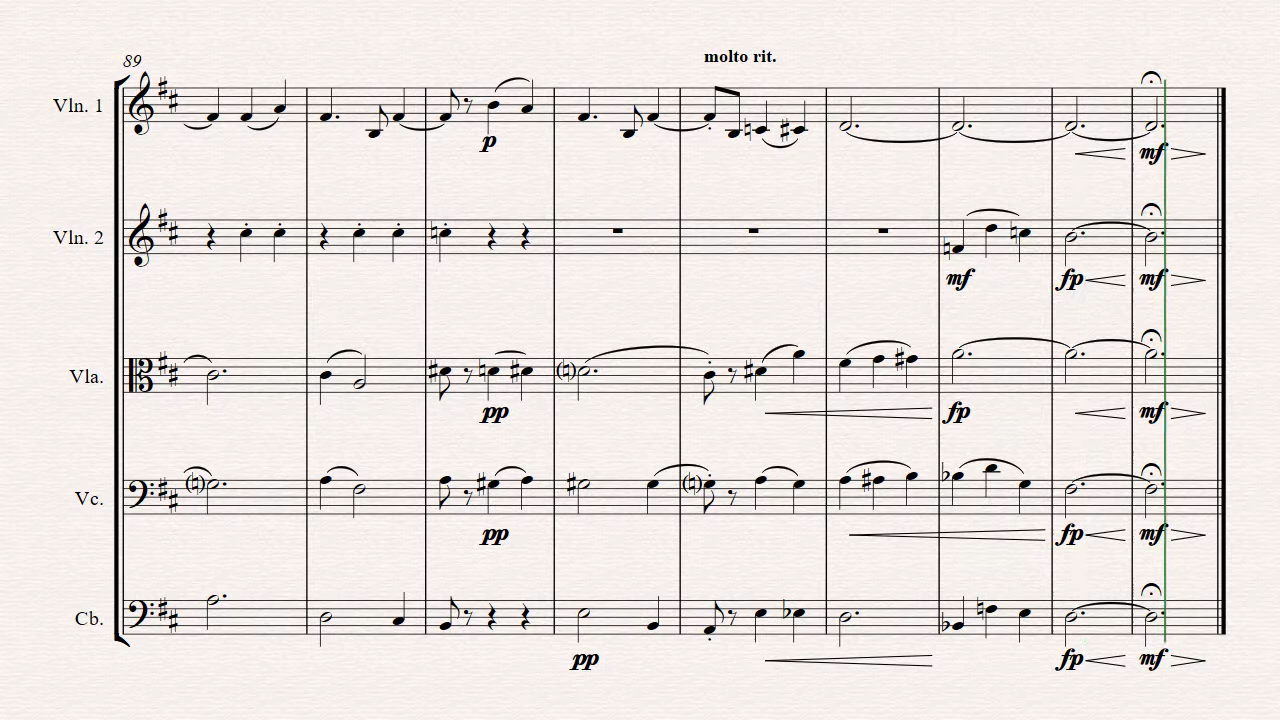 molto rit.
89
Vln. 1
p
mf
Vln. 2
mf fp mf
Vla.
pp fp mf
Vc.
pp fp mf
Cb.
pp fp mf